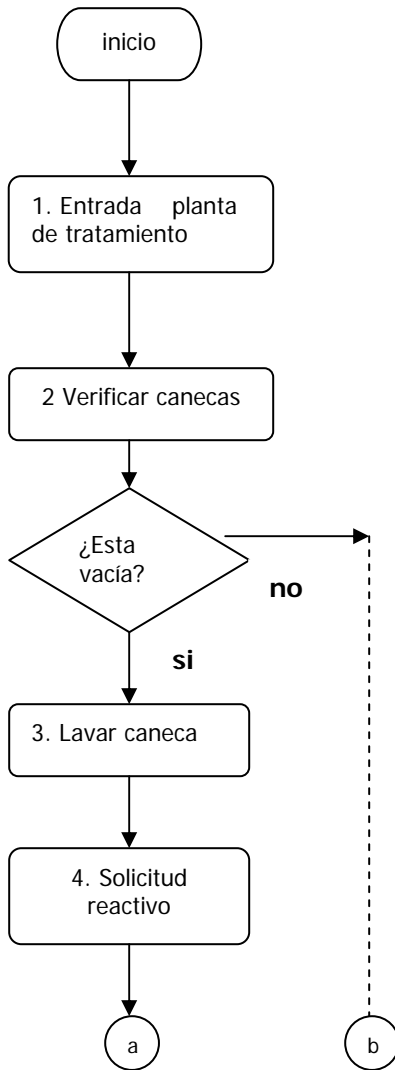 inicio
1. Entrada planta
de tratamiento
2 Verificar canecas
¿Esta
vacía?
no
si
3. Lavar caneca
4. Solicitud
reactivo
a
b